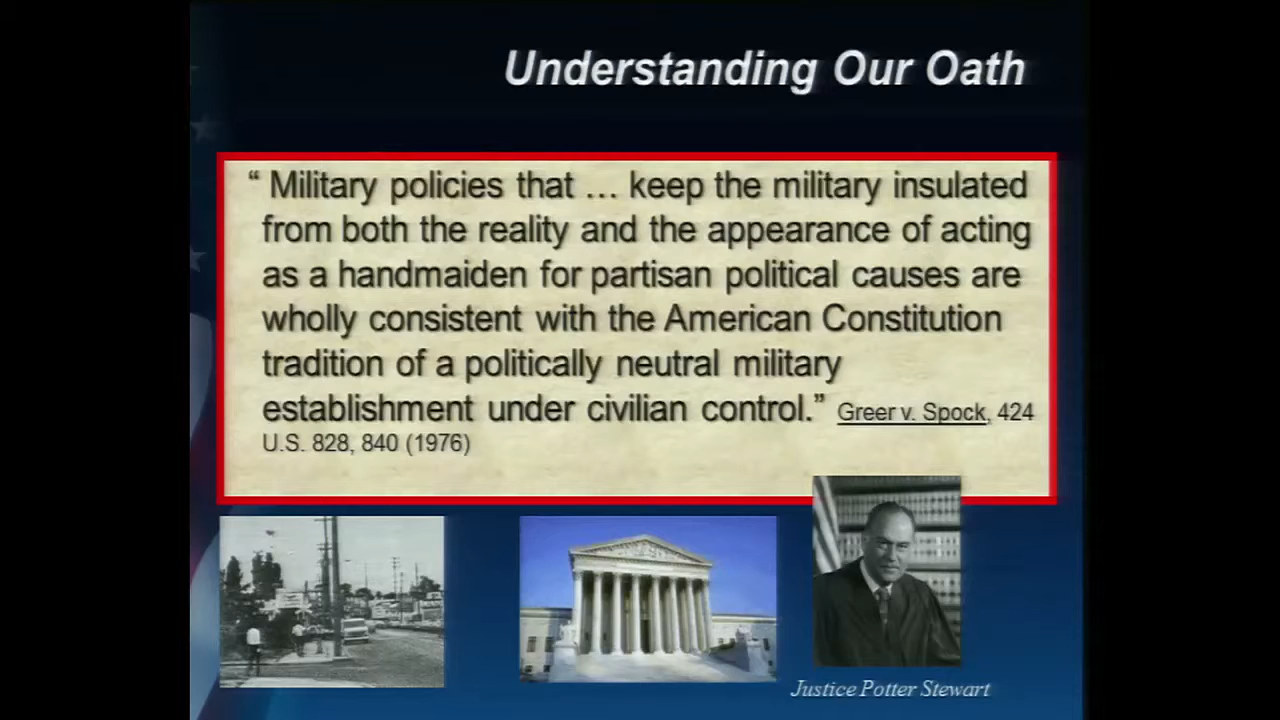 Understanding Our Oath
“ Military policies that … keep the military insulated
from both the reality and the appearance of acting
as a handmaiden for partisan political causes are
wholly consistent with the American Constitution
tradition of a politically neutral military
establishment under civilian control.” Greer v. Spock, 424
U.S. 828, 840 (1976)
Justice Potter Stewart